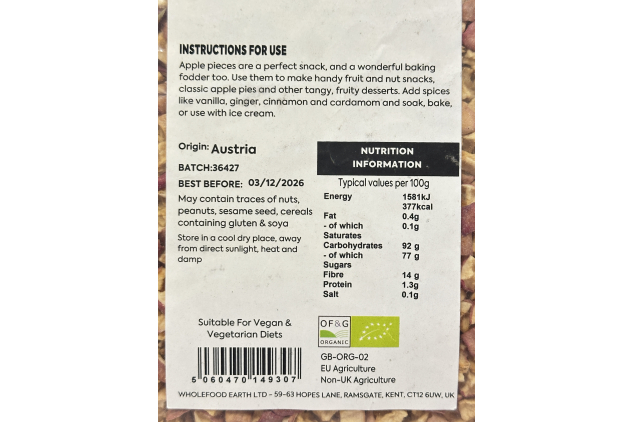 INSTRUCTIONS FOR USE
Apple pieces are a perfect snack, and a wonderful baking
fodder too. Use them to make handy fruit and nut snacks,
classic apple pies and other tangy, fruity desserts. Add spices
like vanilla, ginger, cinnamon and cardamom and soak, bake,
or use with ice cream.
Origin: Austria
BATCH:36427
BEST BEFORE: 03/12/2026
May contain traces of nuts,
peanuts, sesame seed, cereals
containing gluten & soya
Store in a cool dry place, away
from direct sunlight, heat and
damp
NUTRITION
INFORMATION
Typical values per 100g
Energy 1581kJ
377kcal
Fat 0.4g
- of which 0.1g
Saturates
Carbohydrates 92 g
- of which 77 g
Sugars
Fibre 14 g
Protein 1.3g
Salt 0.1g
Suitable For Vegan &
Vegetarian Diets
5 060470 149307
OF&G
ORGANIC
GB-ORG-02
EU Agriculture
Non-UK Agriculture
WHOLEFOOD EARTH LTD - 59-63 HOPES LANE, RAMSGATE, KENT, CT12 6UW, UK